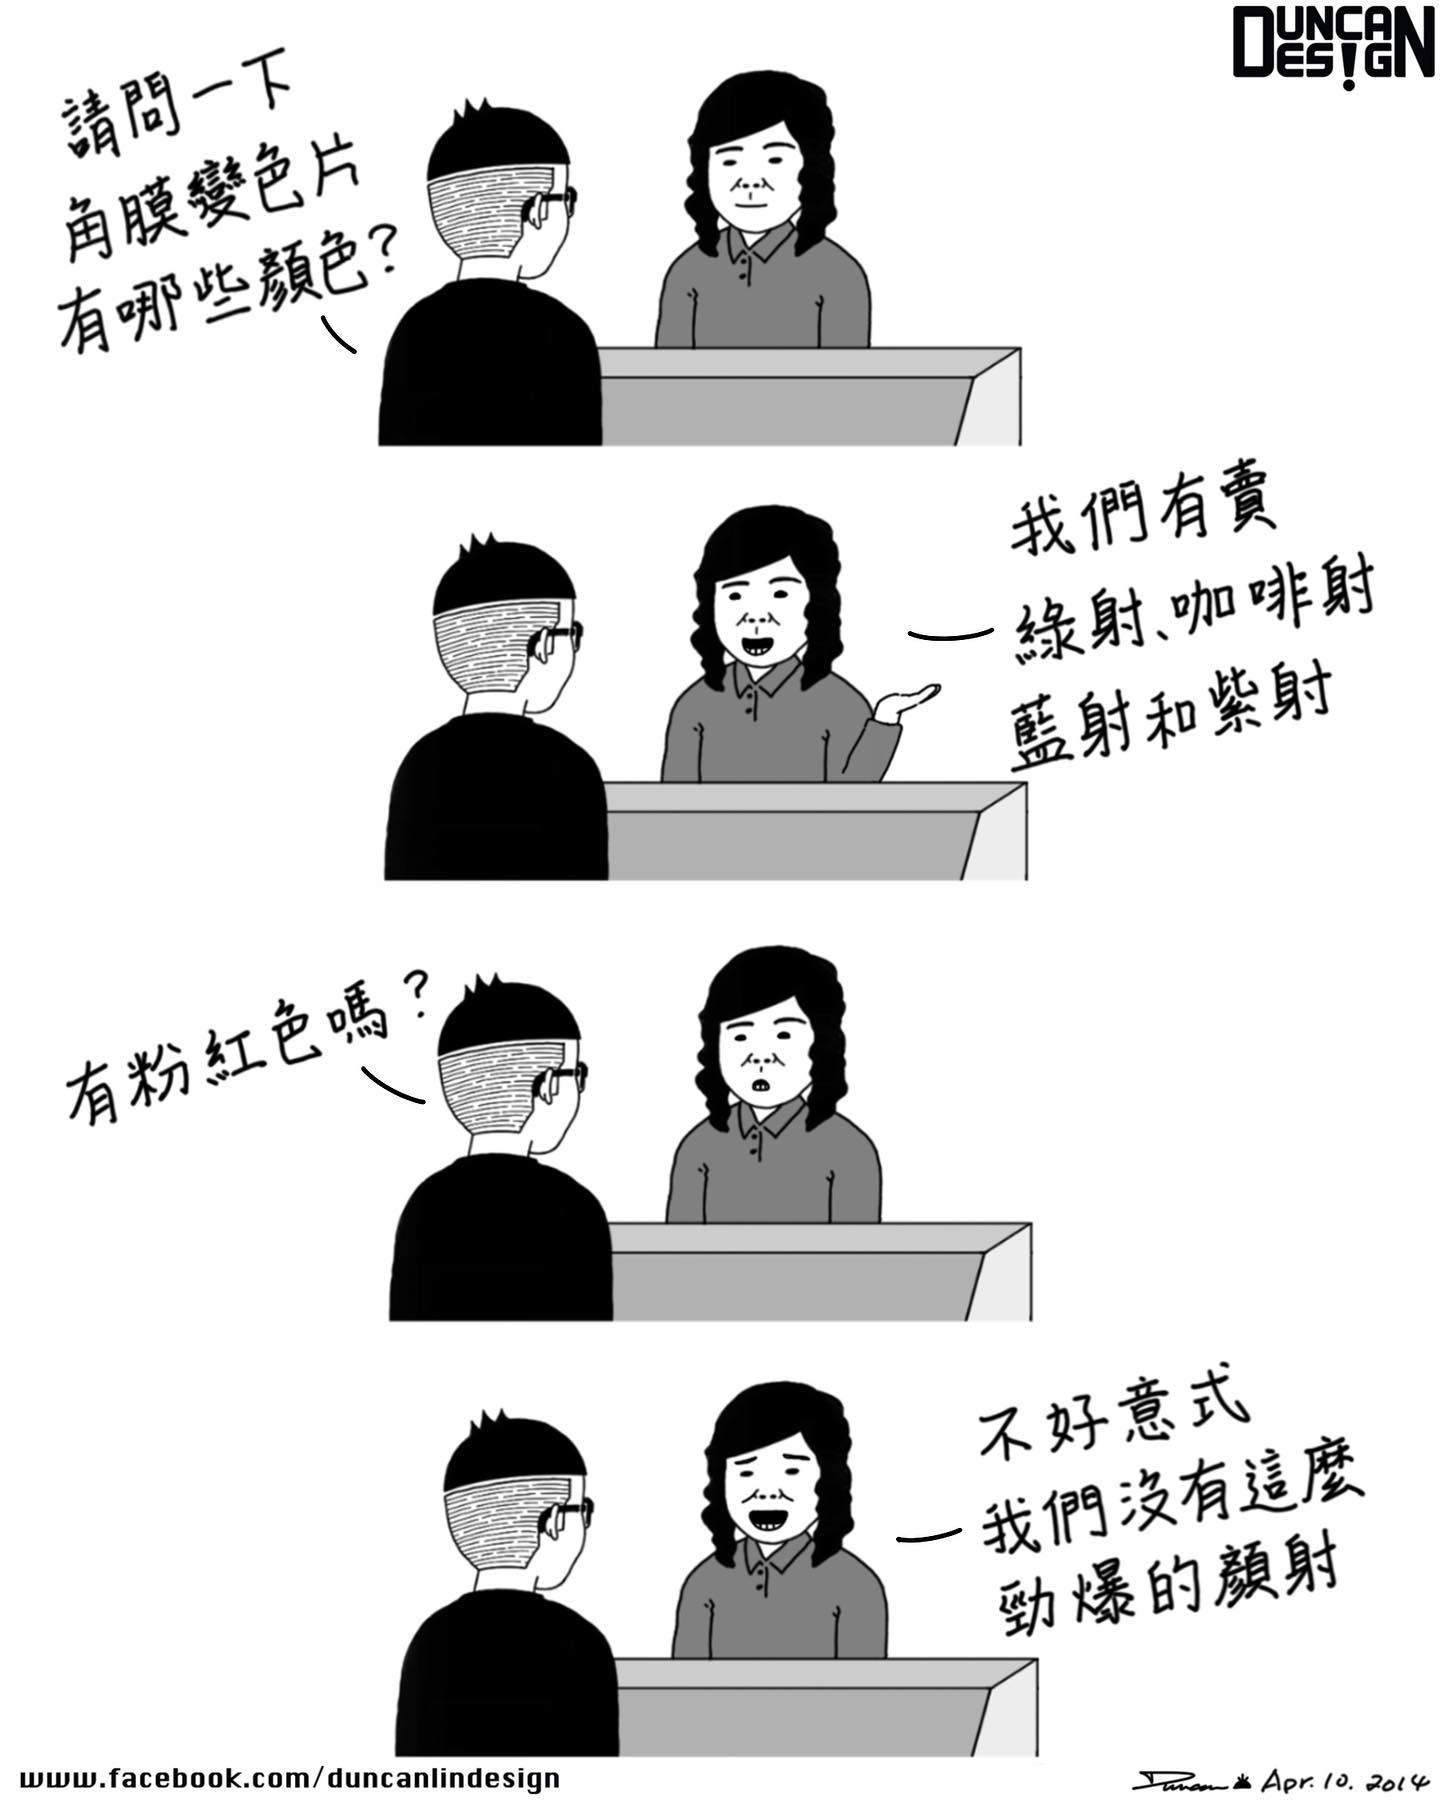 DUNCAN
DES!GN
請問一下
角膜變色片
有哪些顏色?
我們有賣
綠射、咖啡射
藍射和紫射
有粉紅色嗎?
不好意式
我們沒有這麼
勁爆的顏射
www.facebook.com/duncanlindesign
Duncan Apr.10.2014